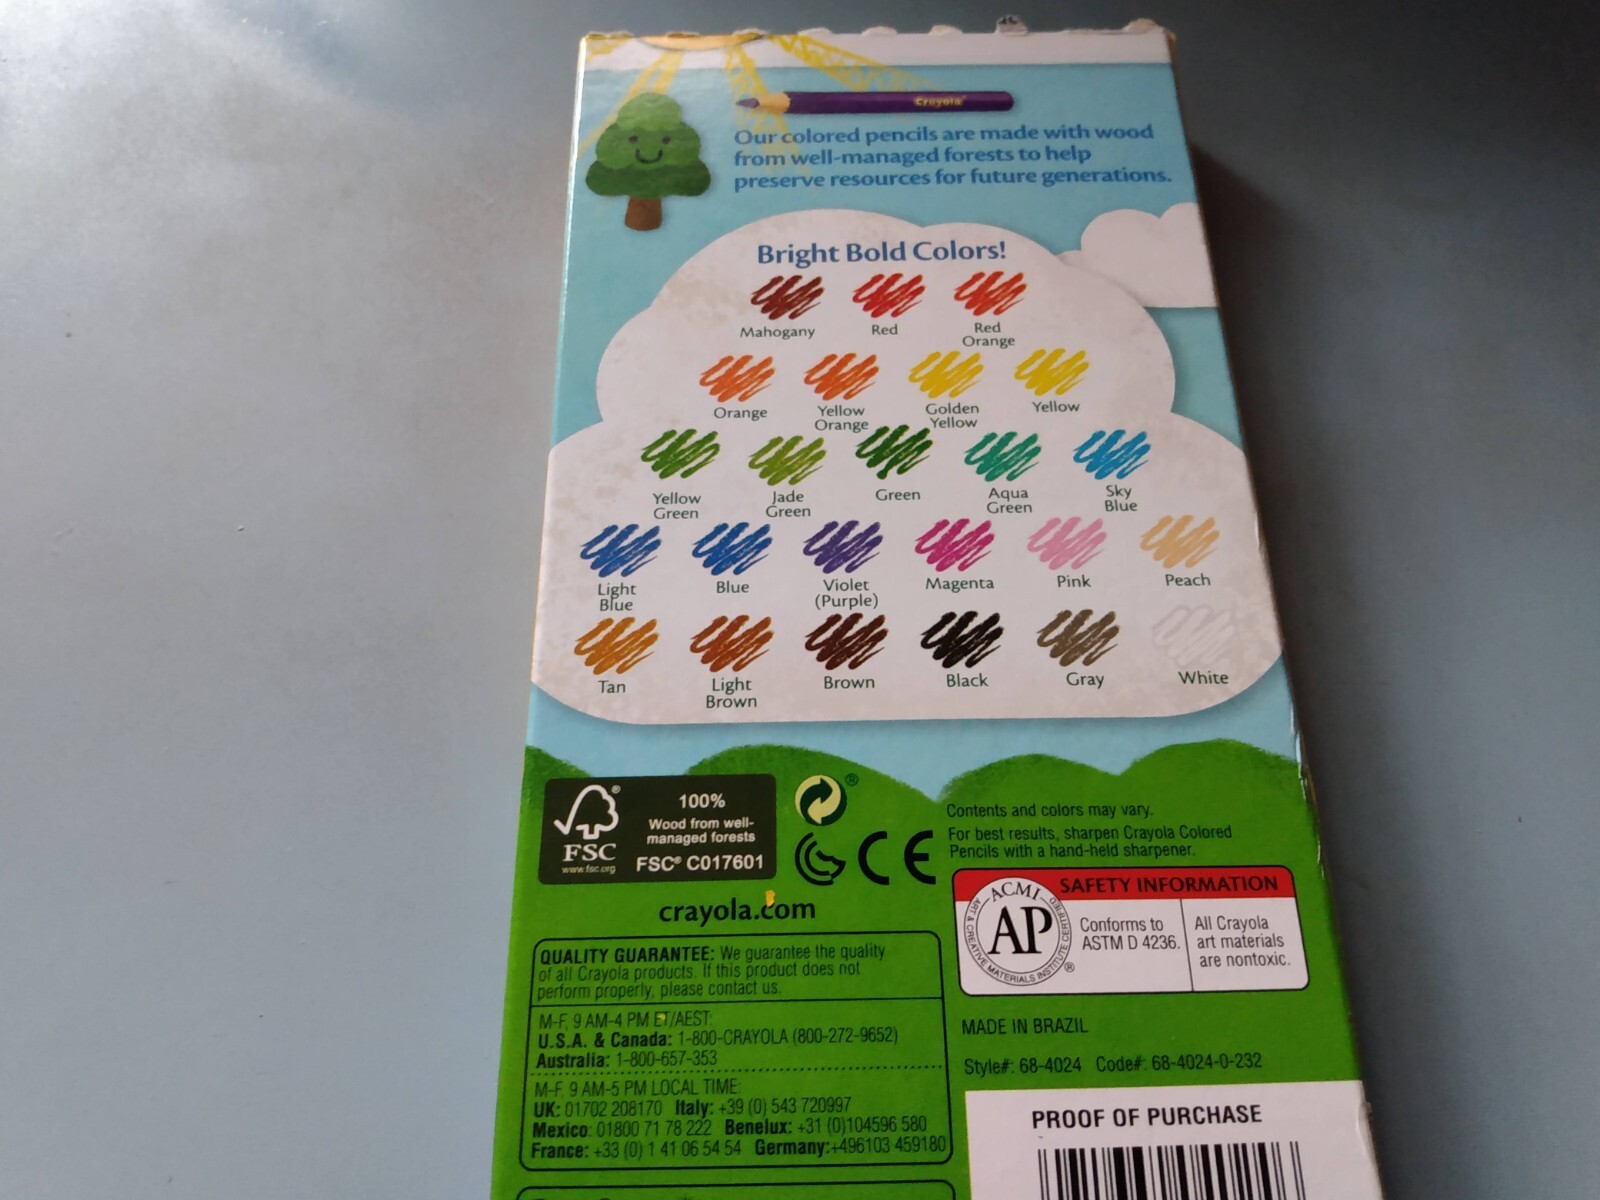 Crayola
Our colored pencils are made with wood
from well-managed forests to help
preserve resources for future generations.
Bright Bold Colors!
Mahogany
Red
Red
Orange
Orange
Yellow
Orange
Golden
Yellow
Yellow
Yellow
Green
Jade
Green
Green
Aqua
Green
Sky
Blue
Light
Blue
Blue
Violet
(Purple)
Magenta
Pink
Peach
Tan
Light
Brown
Brown
Black
Gray
White
FSC®
www.fsc.org
100%
Wood from well-
managed forests
FSC® C017601
®
CE
Contents and colors may vary.
For best results, sharpen Crayola Colored
Pencils with a hand-held sharpener.
crayola.com
SAFETY INFORMATION
ACMI
AP
ART & CREATIVE MATERIALS INSTITUTE CERTIFIED
®
Conforms to
ASTM D 4236.
All Crayola
art materials
are nontoxic.
QUALITY GUARANTEE: We guarantee the quality
of all Crayola products. If this product does not
perform properly, please contact us.
M-F, 9 AM-4 PM ET/AEST:
U.S.A. & Canada: 1-800-CRAYOLA (800-272-9652)
Australia: 1-800-657-353
M-F, 9 AM-5 PM LOCAL TIME:
UK: 01702 208170 Italy: +39 (0) 543 720997
Mexico: 01800 71 78 222 Benelux: +31 (0)104596 580
France: +33 (0) 1 41 06 54 54 Germany:+496103 459180
MADE IN BRAZIL
Style#: 68-4024 Code#: 68-4024-0-232
PROOF OF PURCHASE